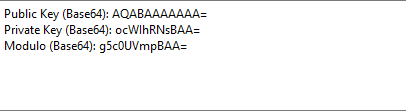 Public Key (Base64): AQABAAAAAAA=
Private Key (Base64): ocWlhRNsBAA=
Modulo (Base64): g5c0UVmpBAA=